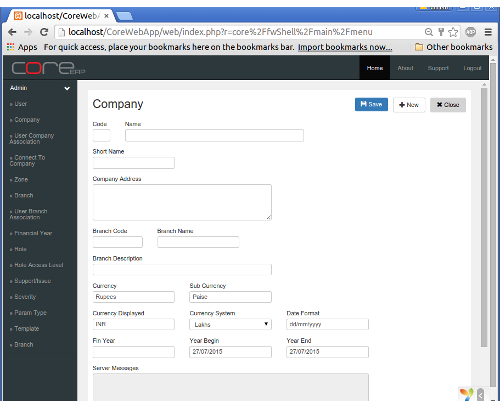 localhost/CoreWebA
localhost/CoreWebApp/web/index.php?r=core%2FfwShell%2Fmain%2Fmenu
Apps For quick access, place your bookmarks here on the bookmarks bar. Import bookmarks now... Other bookmarks
core ERP
Home About Support Logout
Admin
» User
» Company
» User Company
Association
» Connect To
Company
» Zone
» Branch
» User Branch
Association
» Financial Year
» Role
» Role Access Level
» Support/Issue
» Severity
» Param Type
» Template
» Branch
Company
Save + New Close
Code Name
Short Name
Company Address
Branch Code Branch Name
Branch Description
Currency Sub Currency
Rupees Paise
Currency Displayed Currency System Date Format
INR Lakhs dd/mm/yyyy
Fin Year Year Begin Year End
27/07/2015 27/07/2015
Server Messages